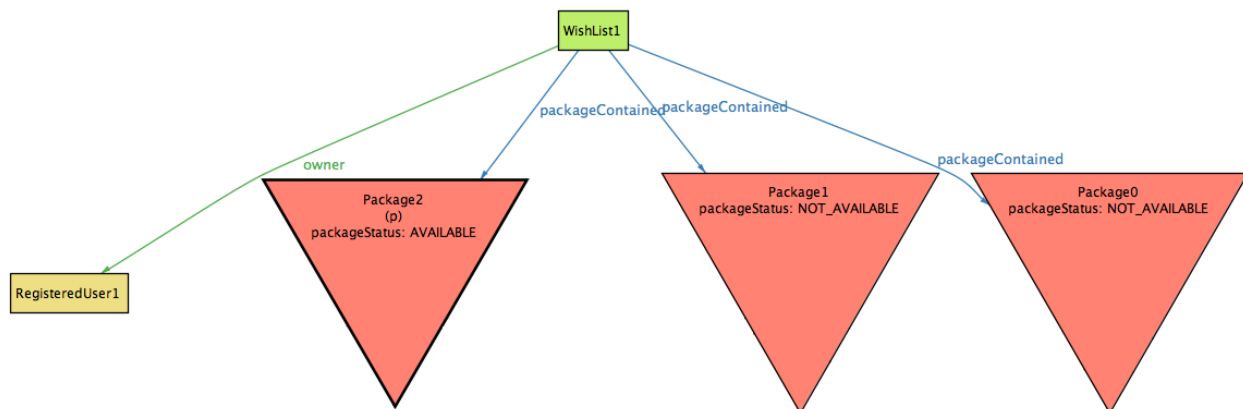 WishList1
packageContained
packageContained
packageContained
owner
Package2
(p)
packageStatus: AVAILABLE
Package1
packageStatus: NOT_AVAILABLE
Package0
packageStatus: NOT_AVAILABLE
RegisteredUser1